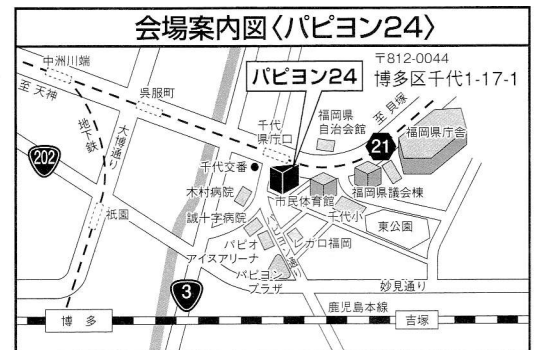 会場案内図〈パピヨン24〉
中洲川端
至 天神
呉服町
地下鉄
大博通り
202
祇園
博多
パピヨン24
〒812-0044
博多区千代1-17-1
千代県庁口
福岡県
自治会館
至 貝塚
21
福岡県庁舎
千代交番
木村病院
誠十字病院
市民体育館
福岡県議会棟
千代小
東公園
パピオ
アイスアリーナ
パピヨン通り
レガロ福岡
パピヨン
プラザ
3
妙見通り
鹿児島本線
吉塚